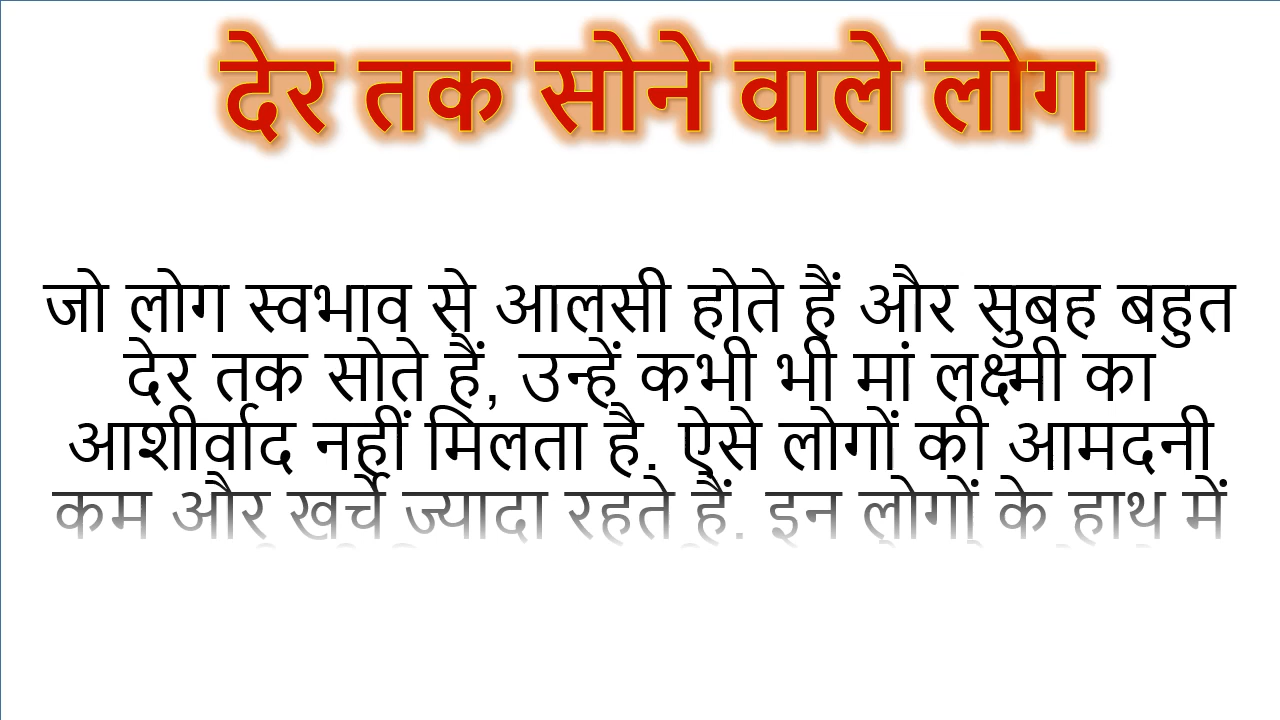 देर तक सोने वाले लोग
जो लोग स्वभाव से आलसी होते हैं और सुबह बहुत
देर तक सोते हैं, उन्हें कभी भी मां लक्ष्मी का
आशीर्वाद नहीं मिलता है. ऐसे लोगों की आमदनी
कम और खर्चे ज्यादा रहते हैं. इन लोगों के हाथ में